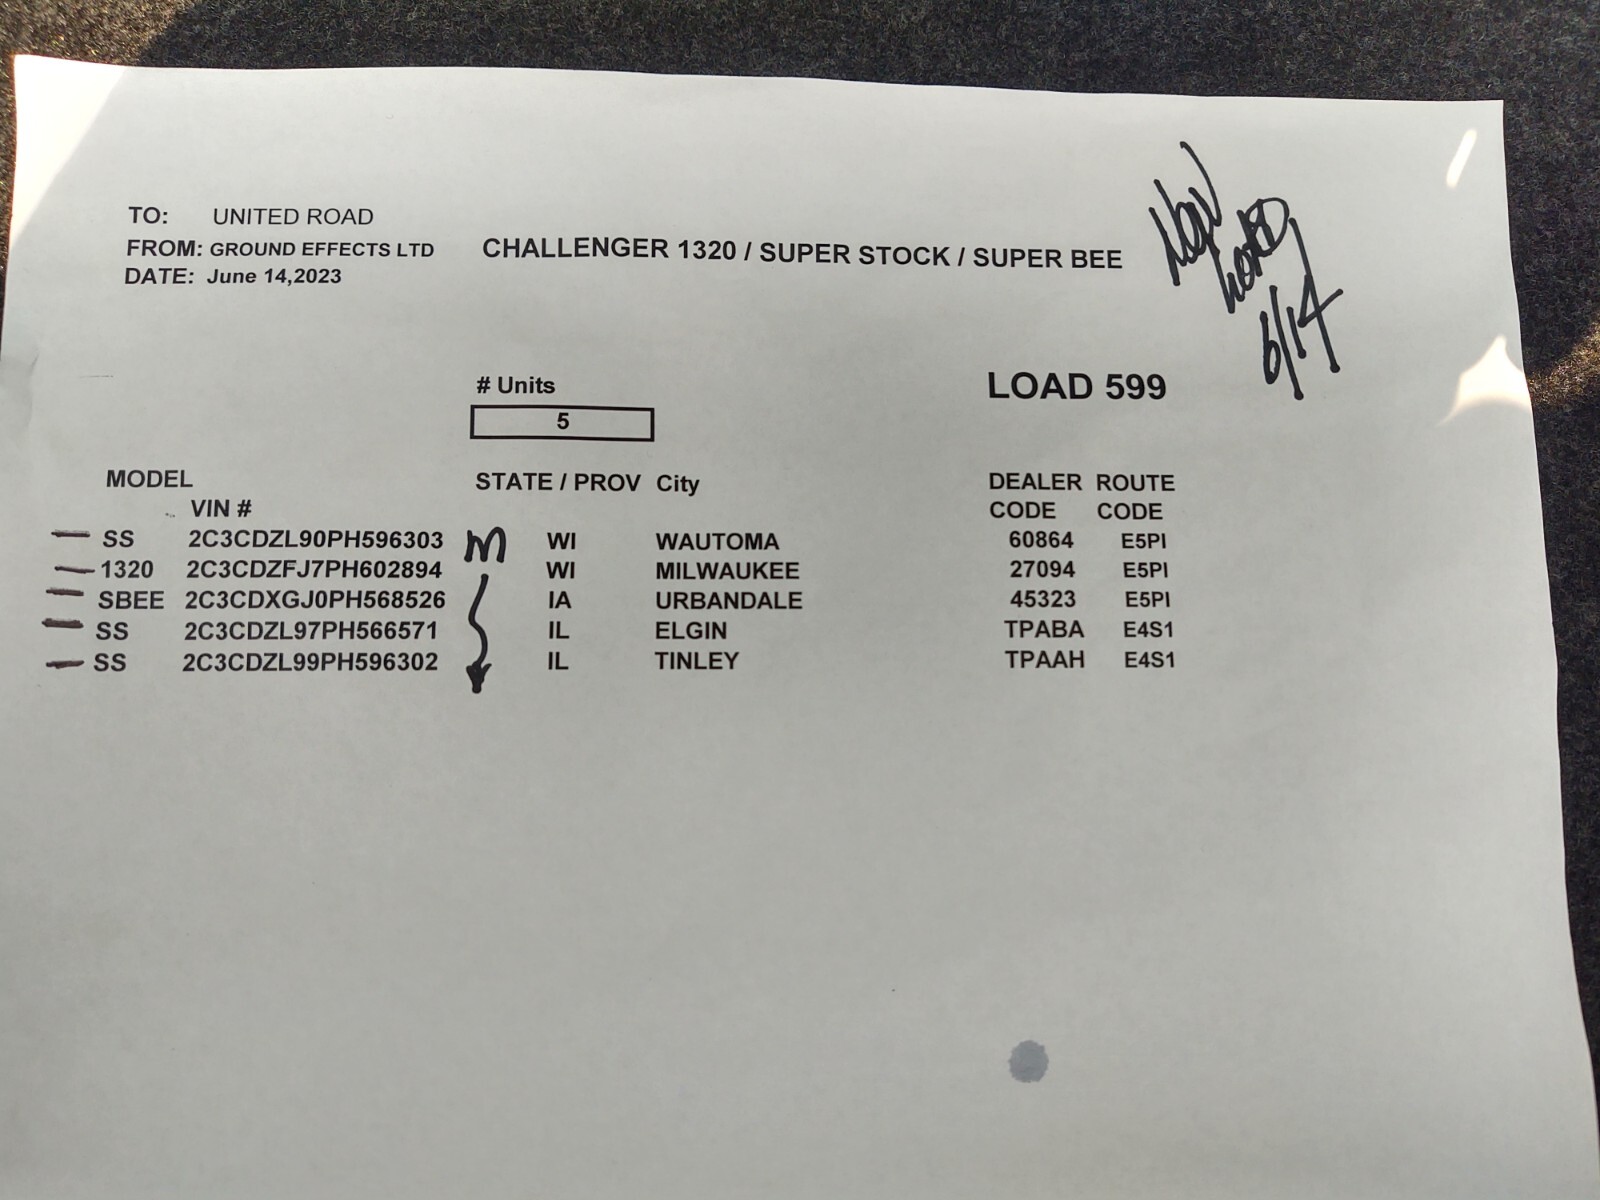 TO: UNITED ROAD
FROM: GROUND EFFECTS LTD
DATE: June 14,2023
CHALLENGER 1320 / SUPER STOCK / SUPER BEE
6/14
# Units
5
LOAD 599
MODEL
VIN #
STATE / PROV City
DEALER ROUTE
CODE CODE
SS 2C3CDZL90PH596303 M WI WAUTOMA 60864 E5PI
1320 2C3CDZFJ7PH602894 WI MILWAUKEE 27094 E5PI
SBEE 2C3CDXGJ0PH568526 IA URBANDALE 45323 E5PI
SS 2C3CDZL97PH566571 IL ELGIN TPABA E4S1
SS 2C3CDZL99PH596302 IL TINLEY TPAAH E4S1